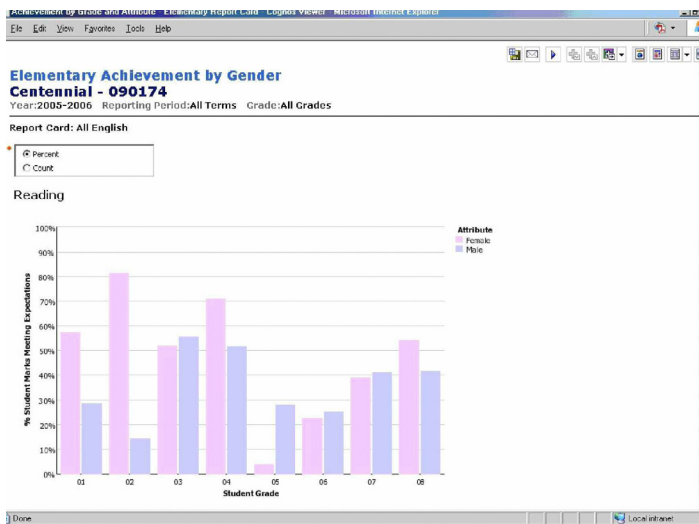 Achievement by Grade and Attribute - Elementary Report Card - Cognos Viewer - Microsoft Internet Explorer
File Edit View Favorites Tools Help
Elementary Achievement by Gender
Centennial - 090174
Year:2005-2006 Reporting Period:All Terms Grade:All Grades
Report Card: All English
Percent
Count
Reading
% Student Marks Meeting Expectations
100%
90%
80%
70%
60%
50%
40%
30%
20%
10%
0%
01 02 03 04 05 06 07 08
Student Grade
Attribute
Female
Male
Done
Local intranet